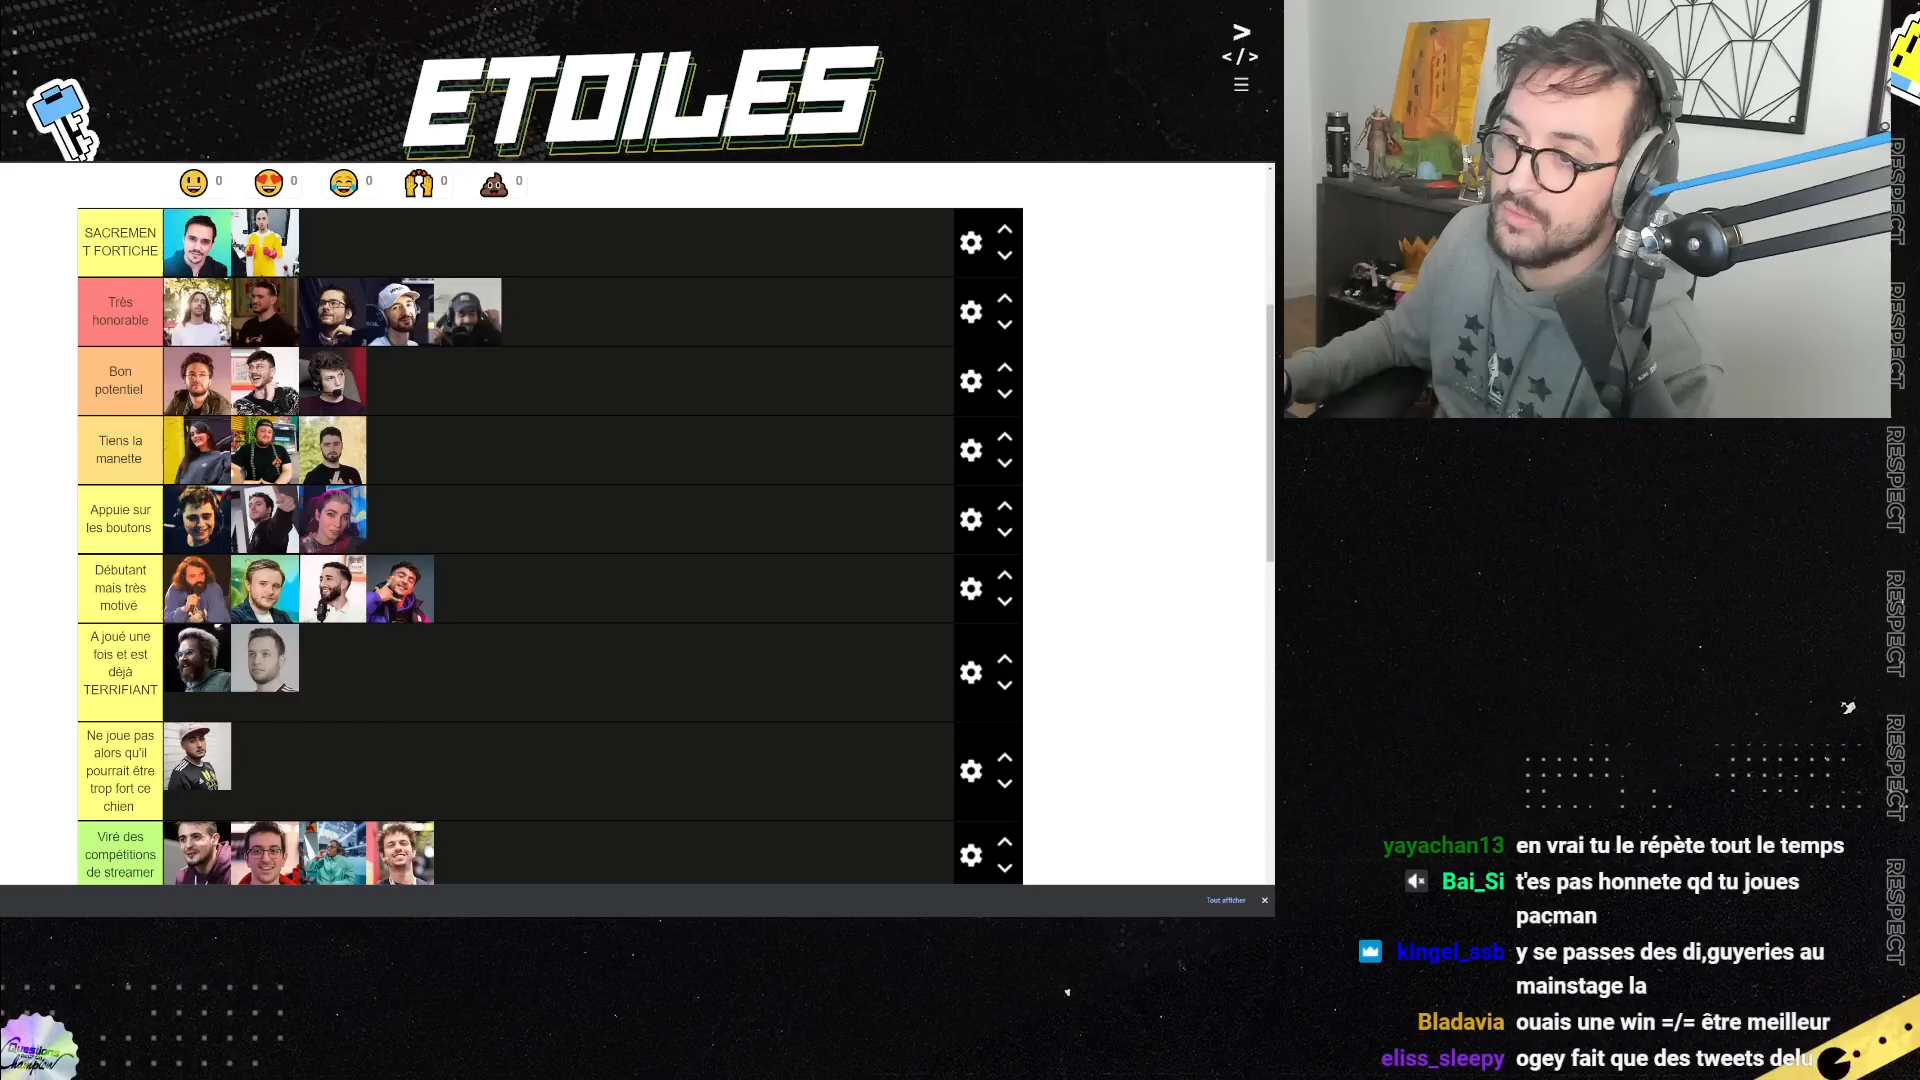 ETOILES
>
</>
0
0
0
0
0
SACREMEN
T FORTICHE
Très
honorable
Bon
potentiel
Tiens la
manette
Appuie sur
les boutons
Débutant
mais très
motivé
A joué une
fois et est
déjà
TERRIFIANT
Ne joue pas
alors qu'il
pourrait être
trop fort ce
chien
Viré des
compétitions
de streamer
Tout afficher
RESPECT
RESPECT
RESPECT
RESPECT
RESPECT
RESPECT
yayachan13 en vrai tu le répète tout le temps
Bai_Si t'es pas honnete qd tu joues
pacman
kingel_ssb y se passes des di,guyeries au
mainstage la
Bladavia ouais une win =/= être meilleur
eliss_sleepy ogey fait que des tweets delu
Questions
Champion